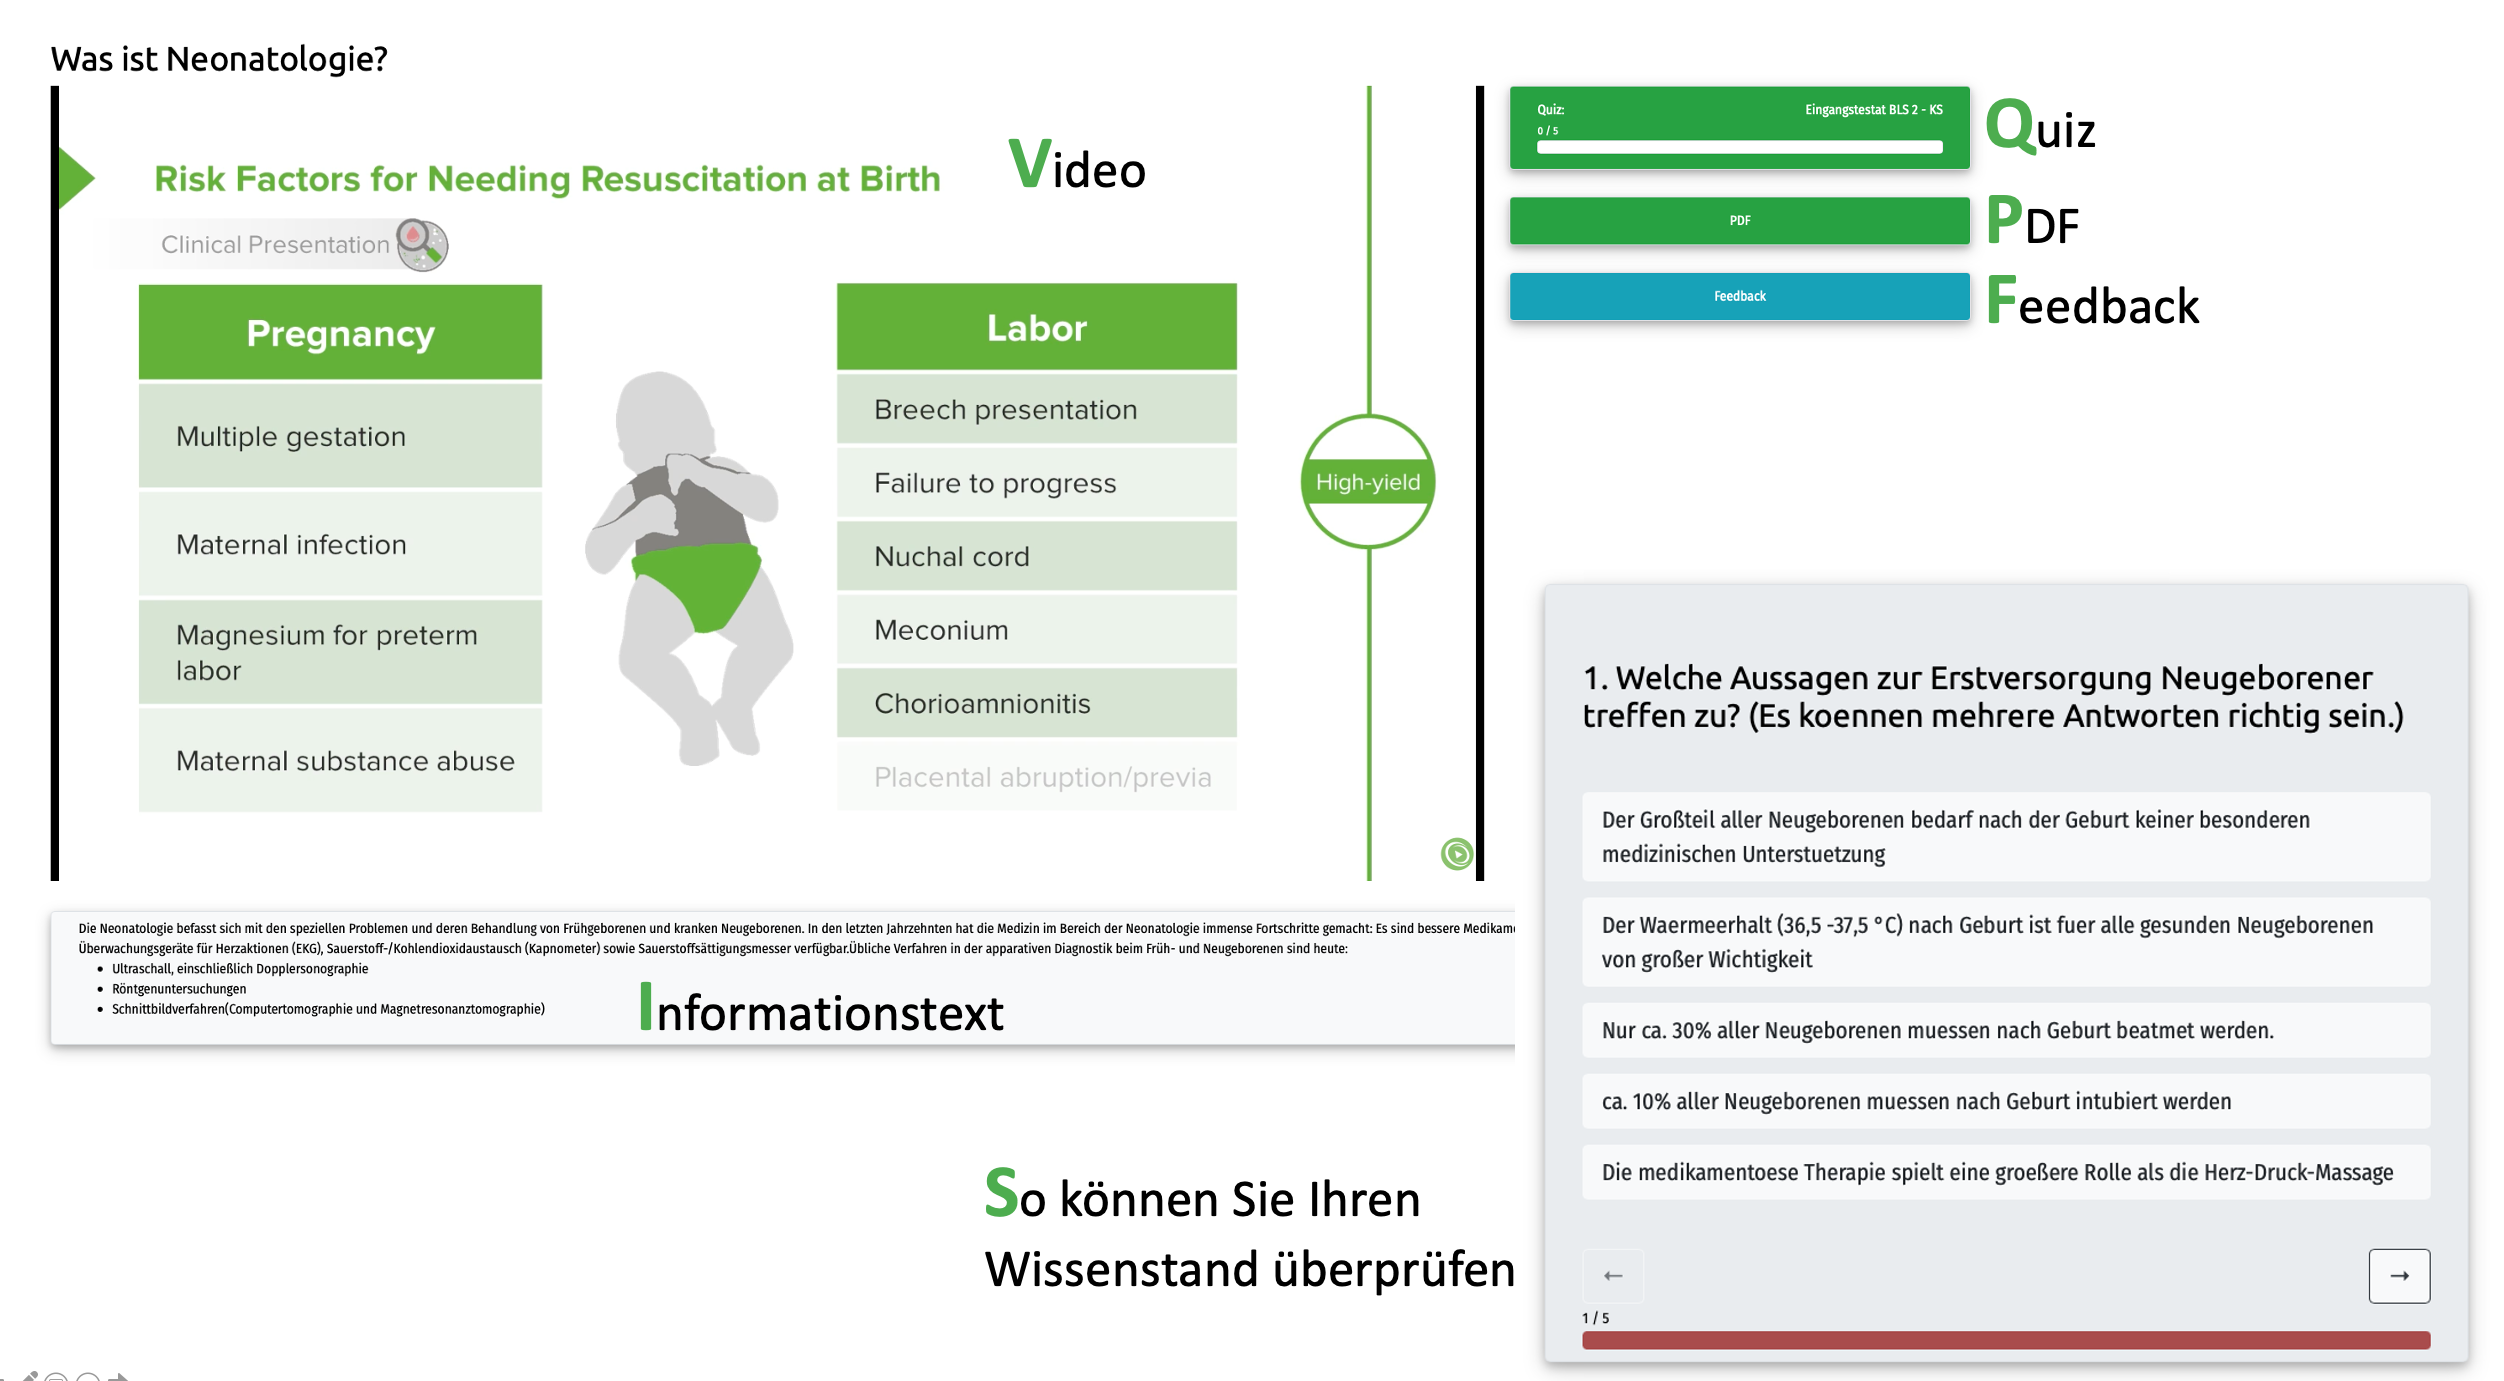 Was ist Neonatologie?
Risk Factors for Needing Resuscitation at Birth
Video
Clinical Presentation
Pregnancy
Multiple gestation
Maternal infection
Magnesium for preterm
labor
Maternal substance abuse
Labor
Breech presentation
Failure to progress
Nuchal cord
Meconium
Chorioamnionitis
Placental abruption/previa
High-yield
Quiz: Eingangstestat BLS 2 - KS
0 / 5
Quiz
PDF
PDF
Feedback
Feedback
Die Neonatologie befasst sich mit den speziellen Problemen und deren Behandlung von Frühgeborenen und kranken Neugeborenen. In den letzten Jahrzehnten hat die Medizin im Bereich der Neonatologie immense Fortschritte gemacht: Es sind bessere Medikame
Überwachungsgeräte für Herzaktionen (EKG), Sauerstoff-/Kohlendioxidaustausch (Kapnometer) sowie Sauerstoffsättigungsmesser verfügbar.Übliche Verfahren in der apparativen Diagnostik beim Früh- und Neugeborenen sind heute:
• Ultraschall, einschließlich Dopplersonographie
• Röntgenuntersuchungen
• Schnittbildverfahren(Computertomographie und Magnetresonanztomographie)
Informationstext
So können Sie Ihren
Wissenstand überprüfen
1. Welche Aussagen zur Erstversorgung Neugeborener
treffen zu? (Es koennen mehrere Antworten richtig sein.)
Der Großteil aller Neugeborenen bedarf nach der Geburt keiner besonderen
medizinischen Unterstuetzung
Der Waermeerhalt (36,5 -37,5 °C) nach Geburt ist fuer alle gesunden Neugeborenen
von großer Wichtigkeit
Nur ca. 30% aller Neugeborenen muessen nach Geburt beatmet werden.
ca. 10% aller Neugeborenen muessen nach Geburt intubiert werden
Die medikamentoese Therapie spielt eine groeßere Rolle als die Herz-Druck-Massage
← →
1 / 5